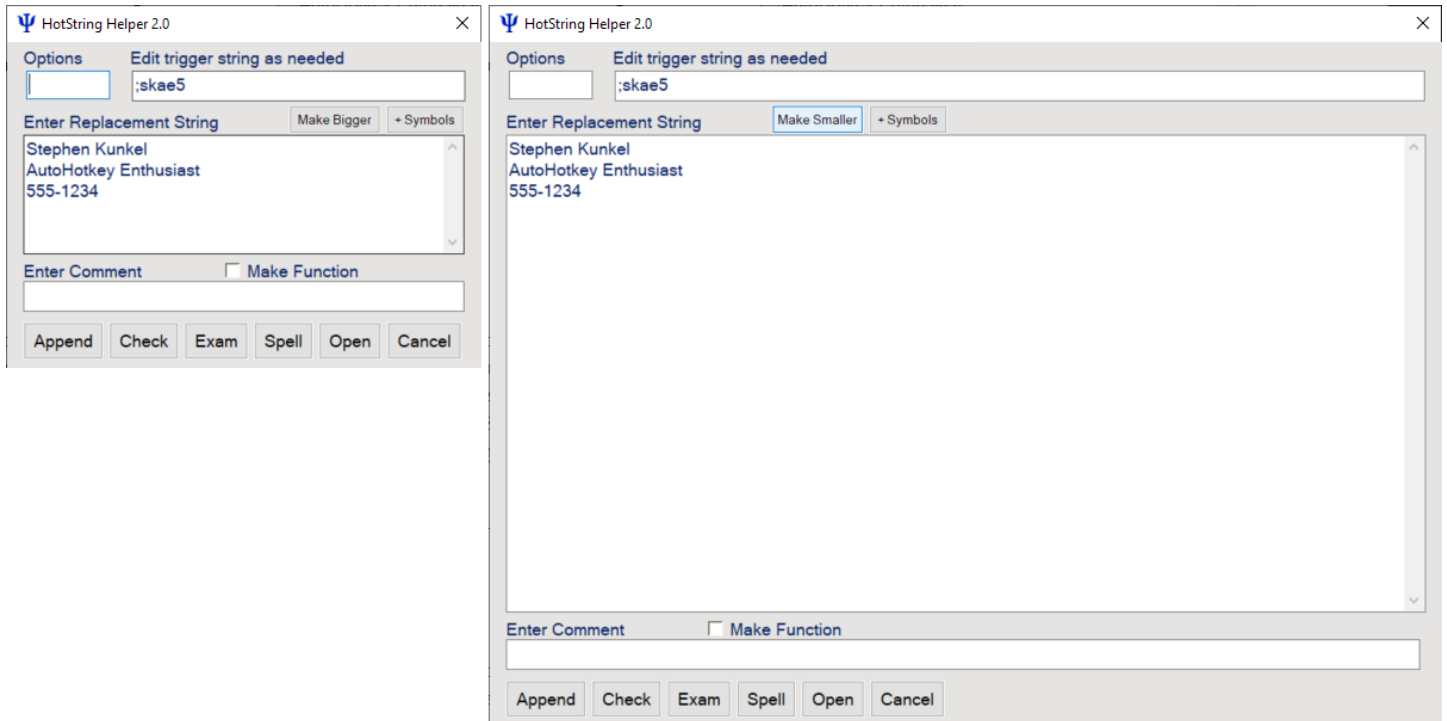 Ψ HotString Helper 2.0
Options Edit trigger string as needed
;skae5
Enter Replacement String Make Bigger + Symbols
Stephen Kunkel
AutoHotkey Enthusiast
555-1234
Enter Comment Make Function
Append Check Exam Spell Open Cancel
Ψ HotString Helper 2.0
Options Edit trigger string as needed
;skae5
Enter Replacement String Make Smaller + Symbols
Stephen Kunkel
AutoHotkey Enthusiast
555-1234
Enter Comment Make Function
Append Check Exam Spell Open Cancel